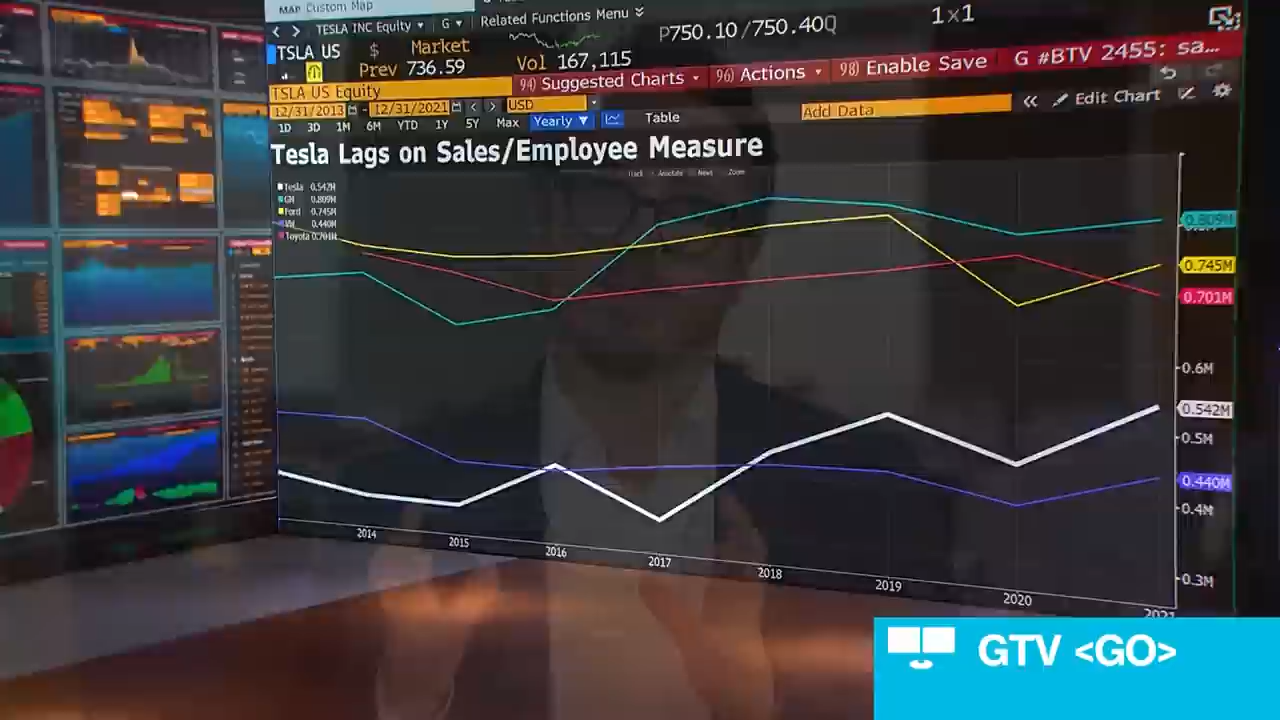 MAP Custom Map
TESLA INC Equity G Related Functions Menu
TSLA US $ Market P750.10/750.40Q 1x1
Prev 736.59 Vol 167,115
TSLA US Equity 94) Suggested Charts 96) Actions 98) Enable Save G #BTV 2455: sa...
12/31/2013 - 12/31/2021 USD Add Data Edit Chart
1D 3D 1M 6M YTD 1Y 5Y Max Yearly Table
Tesla Lags on Sales/Employee Measure
Track Annotate News Zoom
Tesla 0.542M
GM 0.809M
Ford 0.745M
VW 0.440M
Toyota 0.701M
0.809M
0.745M
0.701M
0.6M
0.542M
0.5M
0.440M
0.4M
0.3M
2014 2015 2016 2017 2018 2019 2020 2021
GTV <GO>